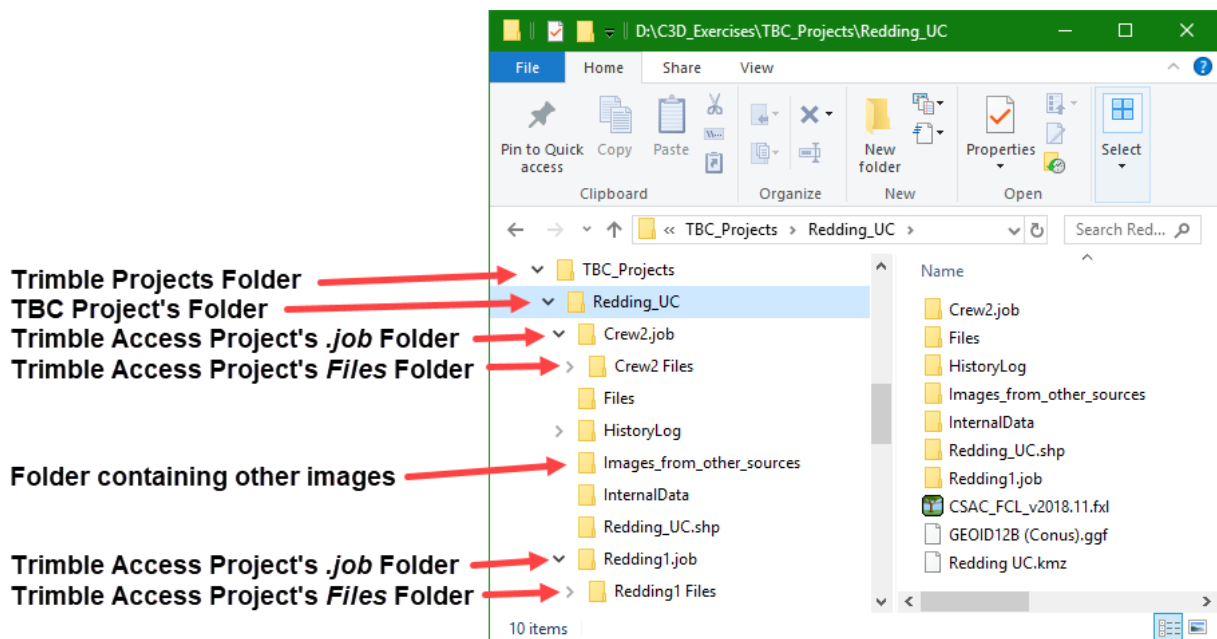 D:\C3D_Exercises\TBC_Projects\Redding_UC
File Home Share View
Pin to Quick access
Copy
Paste
New folder
Properties
Select
Clipboard Organize New Open
« TBC_Projects › Redding_UC ›
Search Red...
Trimble Projects Folder
TBC Project's Folder
Trimble Access Project's .job Folder
Trimble Access Project's Files Folder
Folder containing other images
Trimble Access Project's .job Folder
Trimble Access Project's Files Folder
TBC_Projects
Redding_UC
Crew2.job
Crew2 Files
Files
HistoryLog
Images_from_other_sources
InternalData
Redding_UC.shp
Redding1.job
Redding1 Files
Name
Crew2.job
Files
HistoryLog
Images_from_other_sources
InternalData
Redding_UC.shp
Redding1.job
CSAC_FCL_v2018.11.fxl
GEOID12B (Conus).ggf
Redding UC.kmz
10 items